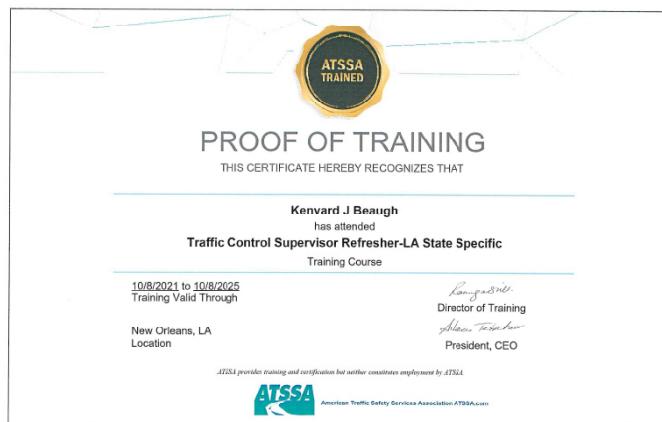 ATSSA
TRAINED
PROOF OF TRAINING
THIS CERTIFICATE HEREBY RECOGNIZES THAT
Kenvard J Beaugh
has attended
Traffic Control Supervisor Refresher-LA State Specific
Training Course
10/8/2021 to 10/8/2025
Training Valid Through
Director of Training
New Orleans, LA
Location
President, CEO
ATSSA provides training and certification but neither constitutes employment by ATSSA.
ATSSA
American Traffic Safety Services Association ATSSA.com